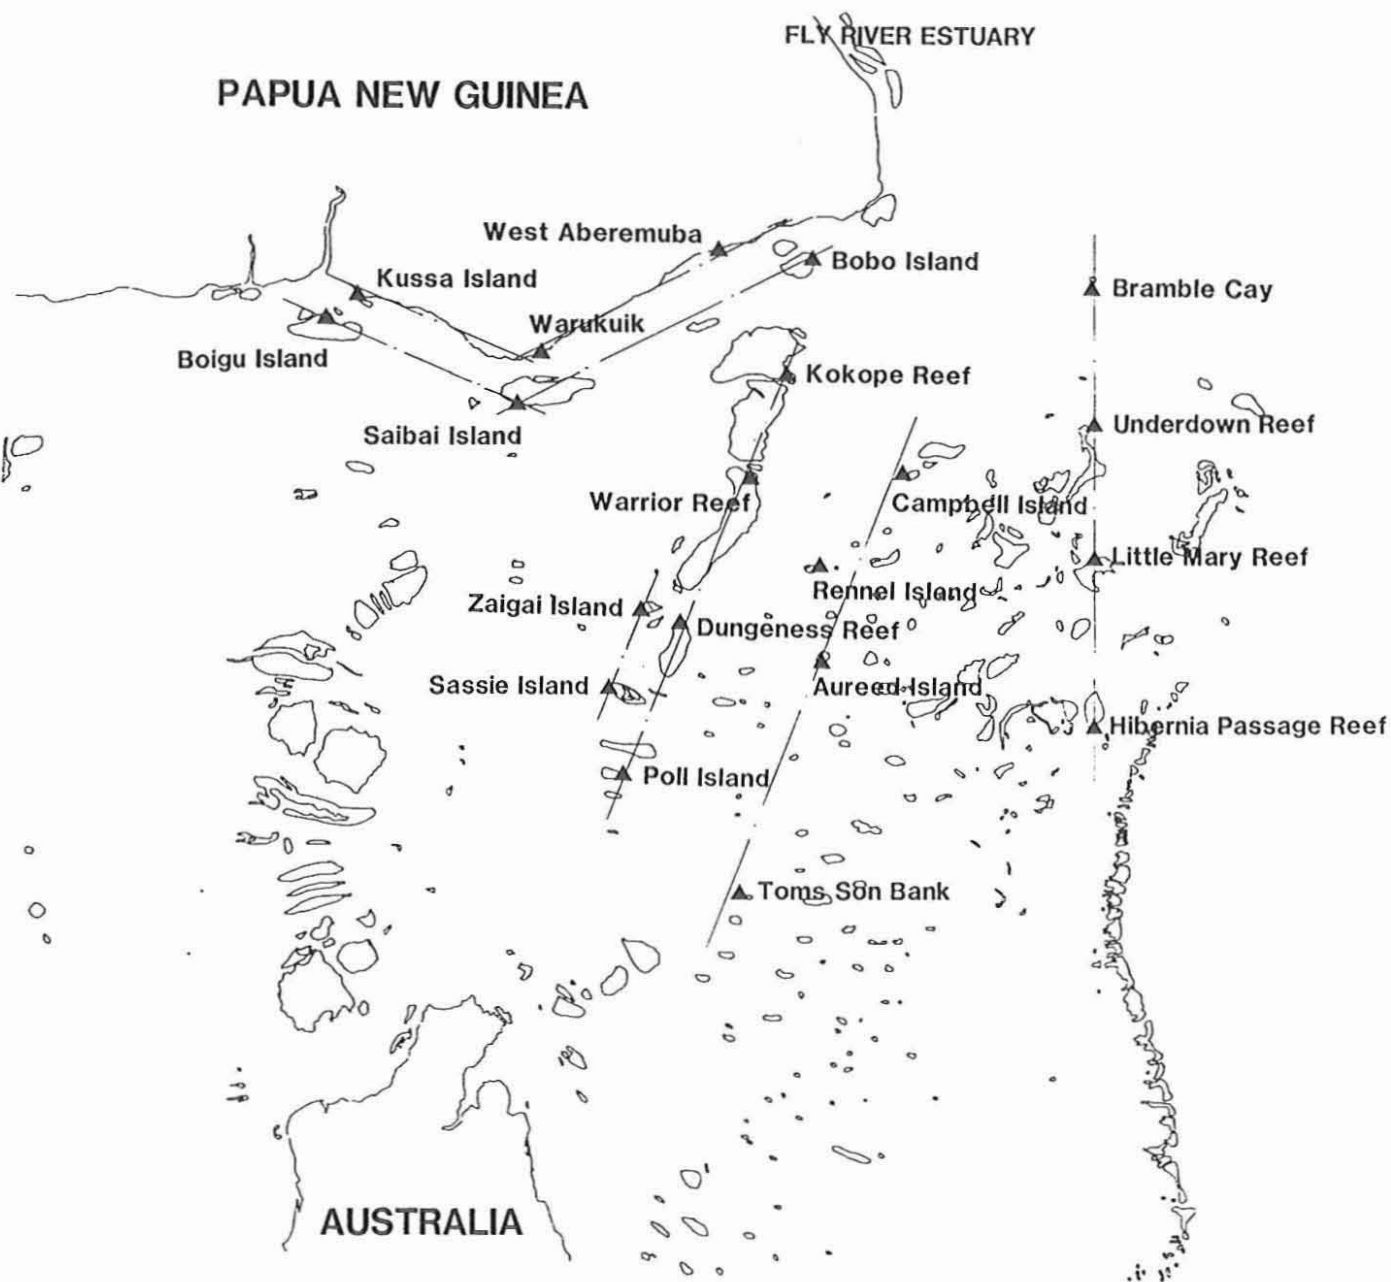 FLY RIVER ESTUARY
PAPUA NEW GUINEA
West Aberemuba
Bobo Island
Kussa Island
Bramble Cay
Warukuik
Boigu Island
Kokope Reef
Underdown Reef
Saibai Island
Warrior Reef
Campbell Island
Little Mary Reef
Rennel Island
Zaigai Island
Dungeness Reef
Sassie Island
Aureed Island
Hibernia Passage Reef
Poll Island
Toms Son Bank
AUSTRALIA